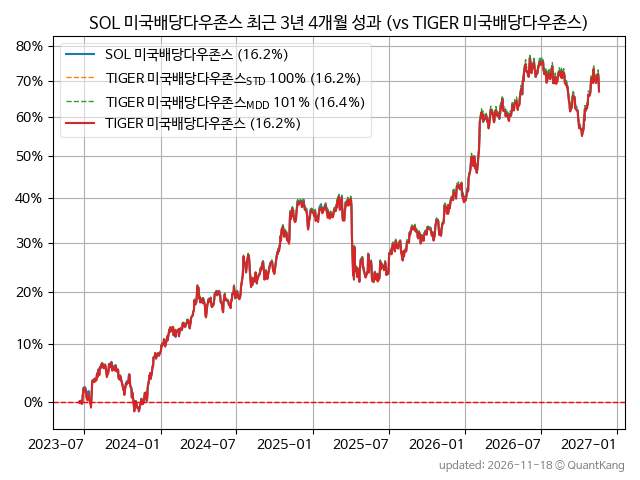 SOL 미국배당다우존스 최근 3년 4개월 성과 (vs TIGER 미국배당다우존스)
80%
70%
60%
50%
40%
30%
20%
10%
0%
SOL 미국배당다우존스 (16.2%)
TIGER 미국배당다우존스STD 100% (16.2%)
TIGER 미국배당다우존스MDD 101% (16.4%)
TIGER 미국배당다우존스 (16.2%)
2023-07 2024-01 2024-07 2025-01 2025-07 2026-01 2026-07 2027-01
updated: 2026-11-18 © QuantKang